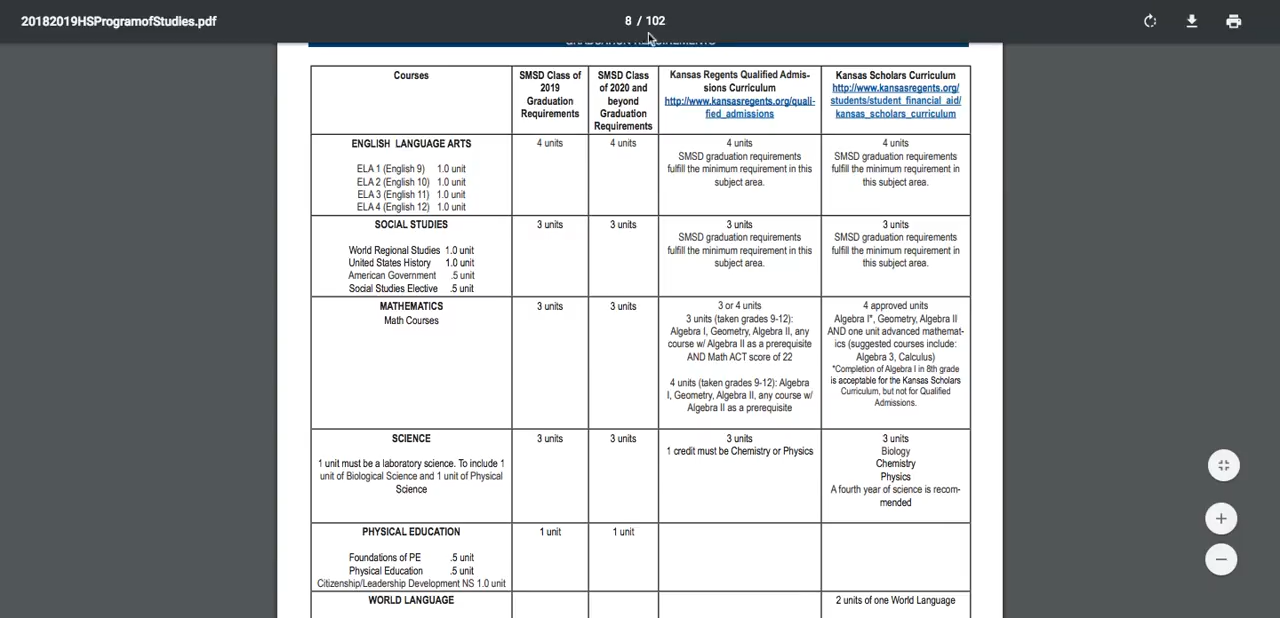 20182019HSProgramofStudies.pdf
8 / 102
GRADUATION REQUIREMENTS
Courses
SMSD Class of
2019
Graduation
Requirements
SMSD Class
of 2020 and
beyond
Graduation
Requirements
Kansas Regents Qualified Admis-
sions Curriculum
http://www.kansasregents.org/quali-
fied_admissions
Kansas Scholars Curriculum
http://www.kansasregents.org/
students/student_financial_aid/
kansas_scholars_curriculum
ENGLISH LANGUAGE ARTS
ELA 1 (English 9) 1.0 unit
ELA 2 (English 10) 1.0 unit
ELA 3 (English 11) 1.0 unit
ELA 4 (English 12) 1.0 unit
4 units
4 units
4 units
SMSD graduation requirements
fulfill the minimum requirement in this
subject area.
4 units
SMSD graduation requirements
fulfill the minimum requirement in
this subject area.
SOCIAL STUDIES
World Regional Studies 1.0 unit
United States History 1.0 unit
American Government .5 unit
Social Studies Elective .5 unit
3 units
3 units
3 units
SMSD graduation requirements
fulfill the minimum requirement in this
subject area.
3 units
SMSD graduation requirements
fulfill the minimum requirement in
this subject area.
MATHEMATICS
Math Courses
3 units
3 units
3 or 4 units
3 units (taken grades 9-12):
Algebra I, Geometry, Algebra II, any
course w/ Algebra II as a prerequisite
AND Math ACT score of 22
4 units (taken grades 9-12): Algebra
I, Geometry, Algebra II, any course w/
Algebra II as a prerequisite
4 approved units
Algebra I*, Geometry, Algebra II
AND one unit advanced mathemat-
ics (suggested courses include:
Algebra 3, Calculus)
*Completion of Algebra I in 8th grade
is acceptable for the Kansas Scholars
Curriculum, but not for Qualified
Admissions.
SCIENCE
1 unit must be a laboratory science. To include 1
unit of Biological Science and 1 unit of Physical
Science
3 units
3 units
3 units
1 credit must be Chemistry or Physics
3 units
Biology
Chemistry
Physics
A fourth year of science is recom-
mended
PHYSICAL EDUCATION
Foundations of PE .5 unit
Physical Education .5 unit
Citizenship/Leadership Development NS 1.0 unit
1 unit
1 unit
WORLD LANGUAGE
2 units of one World Language